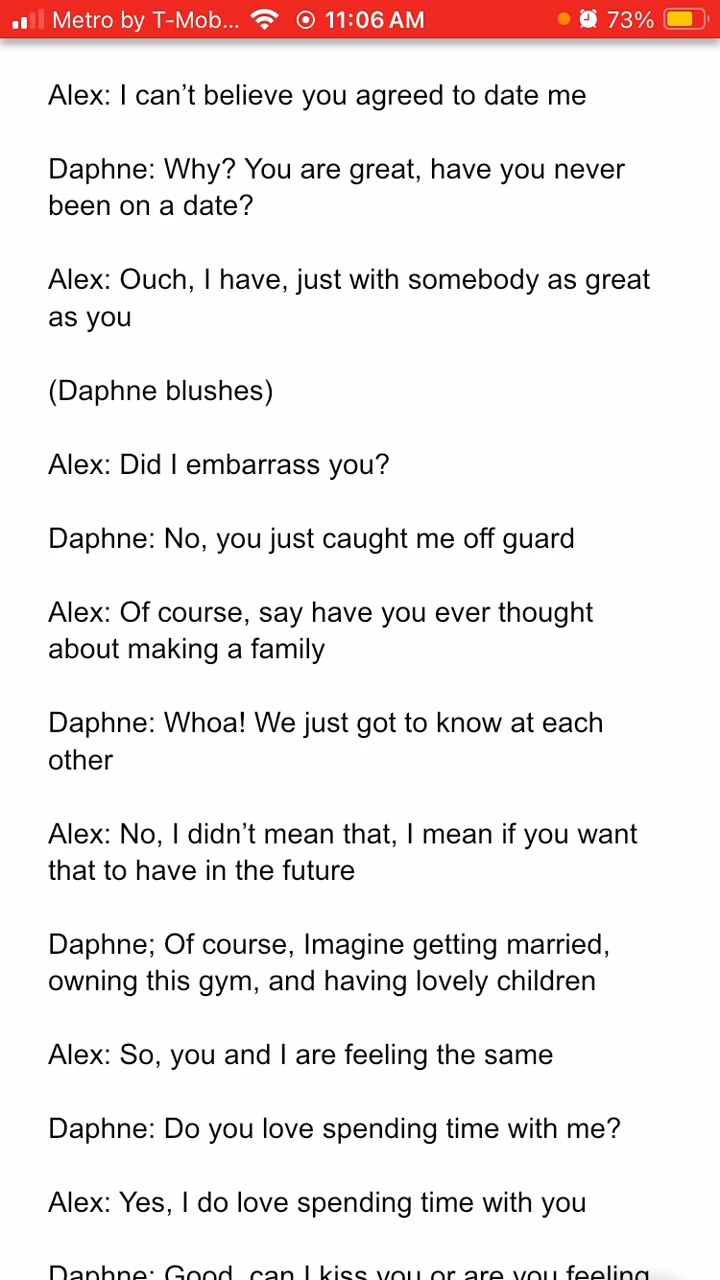 Metro by T-Mob... 11:06 AM 73%
Alex: I can’t believe you agreed to date me
Daphne: Why? You are great, have you never
been on a date?
Alex: Ouch, I have, just with somebody as great
as you
(Daphne blushes)
Alex: Did I embarrass you?
Daphne: No, you just caught me off guard
Alex: Of course, say have you ever thought
about making a family
Daphne: Whoa! We just got to know at each
other
Alex: No, I didn’t mean that, I mean if you want
that to have in the future
Daphne; Of course, Imagine getting married,
owning this gym, and having lovely children
Alex: So, you and I are feeling the same
Daphne: Do you love spending time with me?
Alex: Yes, I do love spending time with you
Daphne: Good, can I kiss you or are you feeling